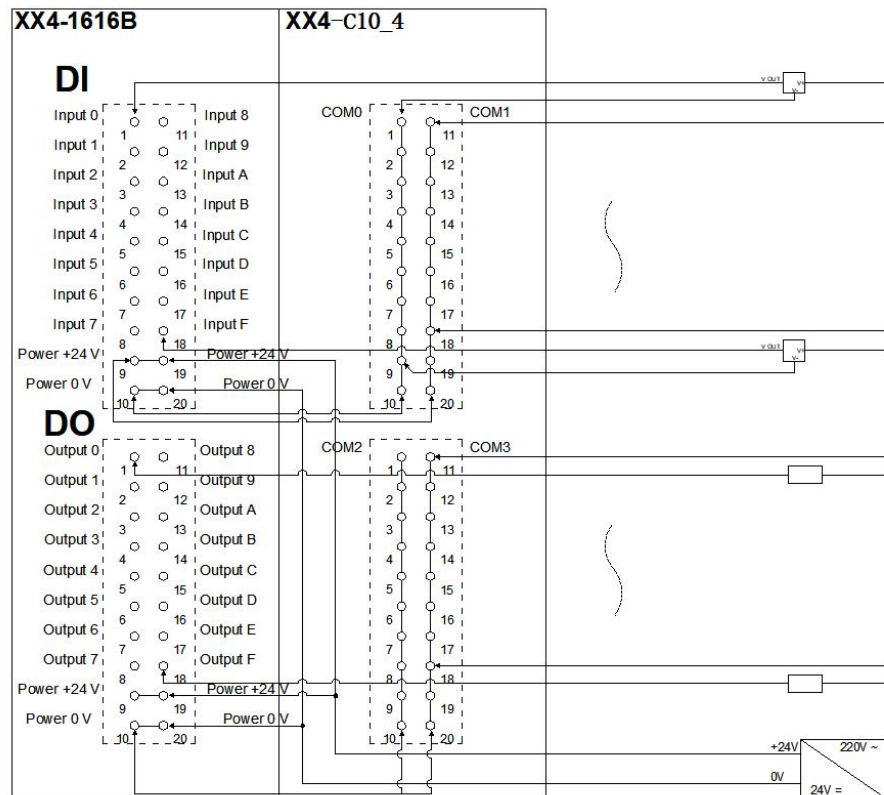 XX4-1616B
XX4-C10_4
DI
V OUT
V+
V-
Input 0
Input 8
COM0
COM1
1
11
1
11
Input 1
Input 9
2
12
2
12
Input 2
Input A
3
13
3
13
Input 3
Input B
4
14
4
14
Input 4
Input C
5
15
5
15
Input 5
Input D
6
16
6
16
Input 6
Input E
7
17
7
17
Input 7
Input F
8
18
8
18
V OUT
V+
V-
Power +24 V
Power +24 V
9
19
9
19
Power 0 V
Power 0 V
10
20
10
20
DO
Output 0
Output 8
COM2
COM3
1
11
1
11
Output 1
Output 9
2
12
2
12
Output 2
Output A
3
13
3
13
Output 3
Output B
4
14
4
14
Output 4
Output C
5
15
5
15
Output 5
Output D
6
16
6
16
Output 6
Output E
7
17
7
17
Output 7
Output F
8
18
8
18
Power +24 V
Power +24 V
9
19
9
19
Power 0 V
Power 0 V
10
20
10
20
+24V
220V ~
0V
24V =